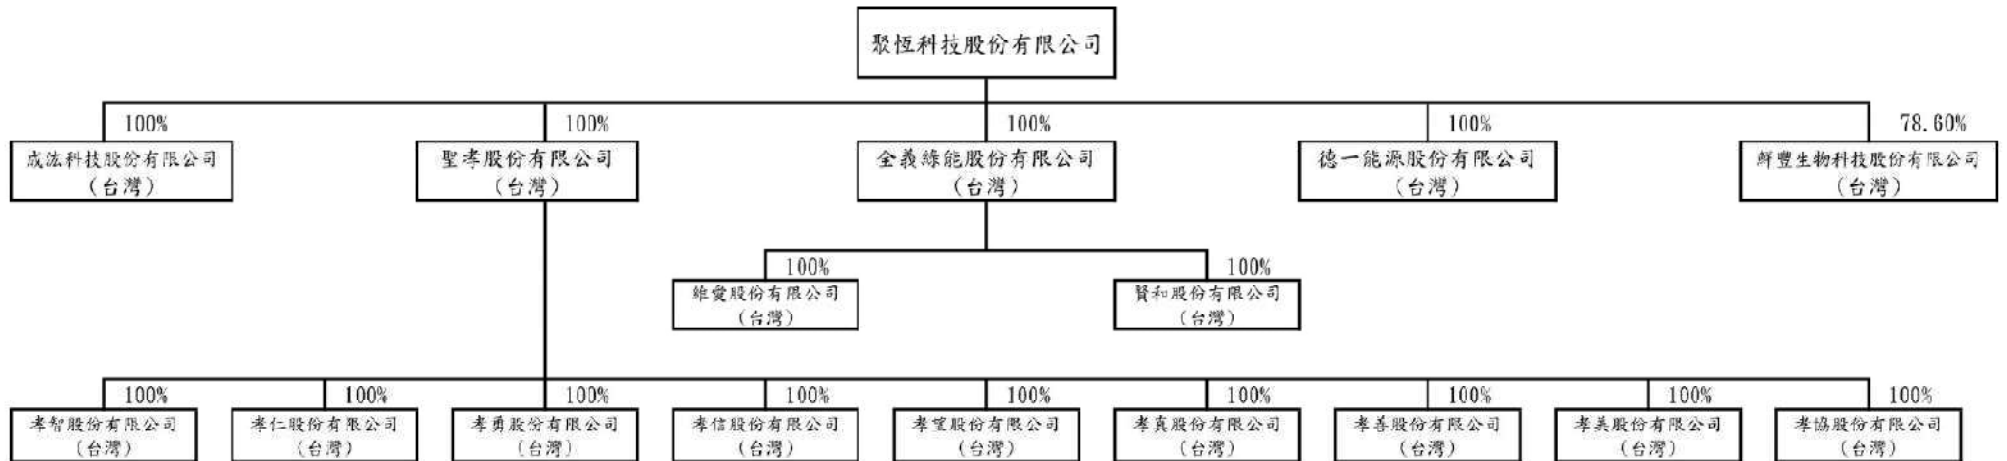 聚恆科技股份有限公司
100%
100%
100%
100%
78.60%
成泫科技股份有限公司
(台灣)
聖孝股份有限公司
(台灣)
全義綠能股份有限公司
(台灣)
德一能源股份有限公司
(台灣)
鮮豐生物科技股份有限公司
(台灣)
100%
100%
維愛股份有限公司
(台灣)
賢和股份有限公司
(台灣)
100%
100%
100%
100%
100%
100%
100%
100%
100%
孝智股份有限公司
(台灣)
孝仁股份有限公司
(台灣)
孝勇股份有限公司
(台灣)
孝信股份有限公司
(台灣)
孝望股份有限公司
(台灣)
孝真股份有限公司
(台灣)
孝善股份有限公司
(台灣)
孝美股份有限公司
(台灣)
孝協股份有限公司
(台灣)